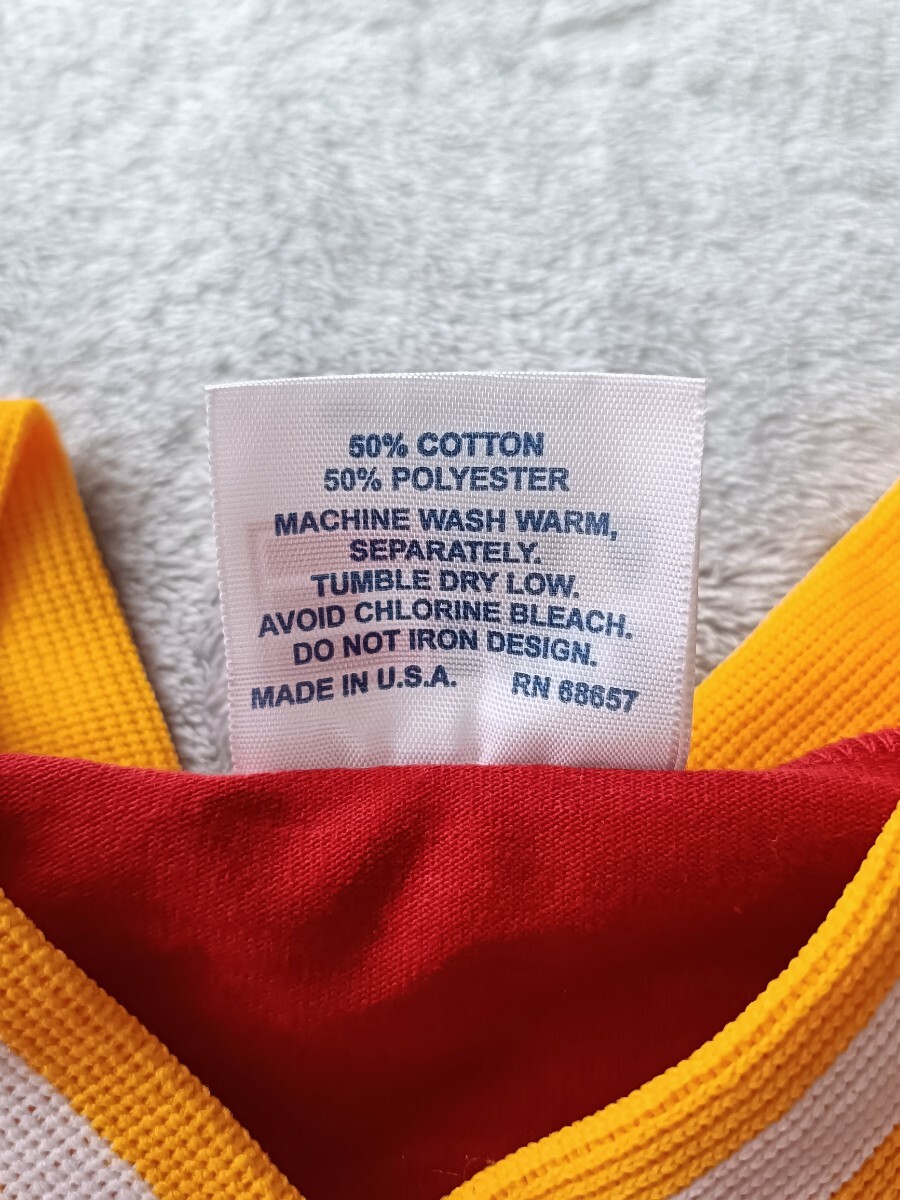 50% COTTON
50% POLYESTER
MACHINE WASH WARM,
SEPARATELY.
TUMBLE DRY LOW.
AVOID CHLORINE BLEACH.
DO NOT IRON DESIGN.
MADE IN U.S.A. RN 68657